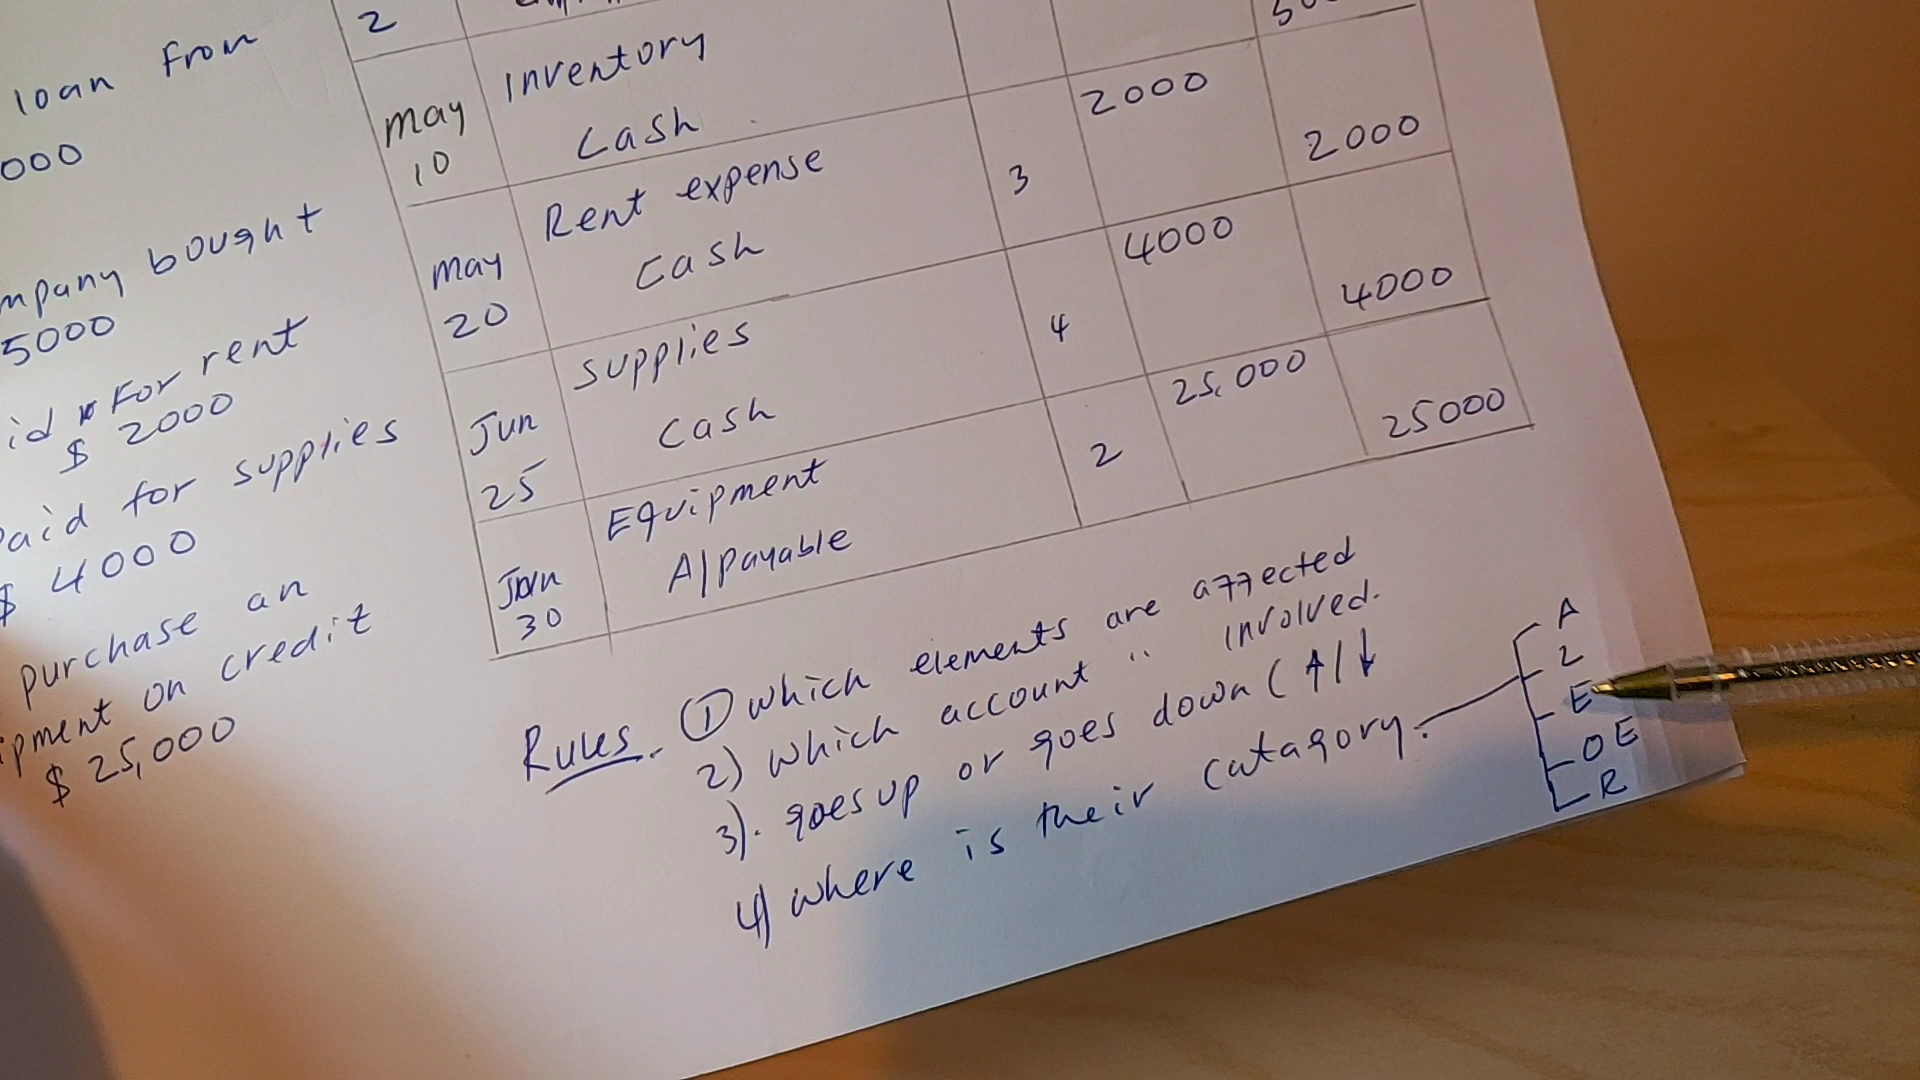 loan From
000
mpany bought
5000
id For rent
$ 2000
Paid for supplies
$ 4000
purchase an
ipment on credit
$ 25,000
2
may 10 Inventory
Cash
may 20 Rent expense 3 2000
Cash 2000
Jun 25 supplies 4 4000
Cash 4000
30 Equipment 2 25,000
A/payable 25000
Rules. ① which elements are affected
2) which account " involved.
3). goes up or goes down (↑/↓
4) where is their catagory.
A
L
E
OE
R